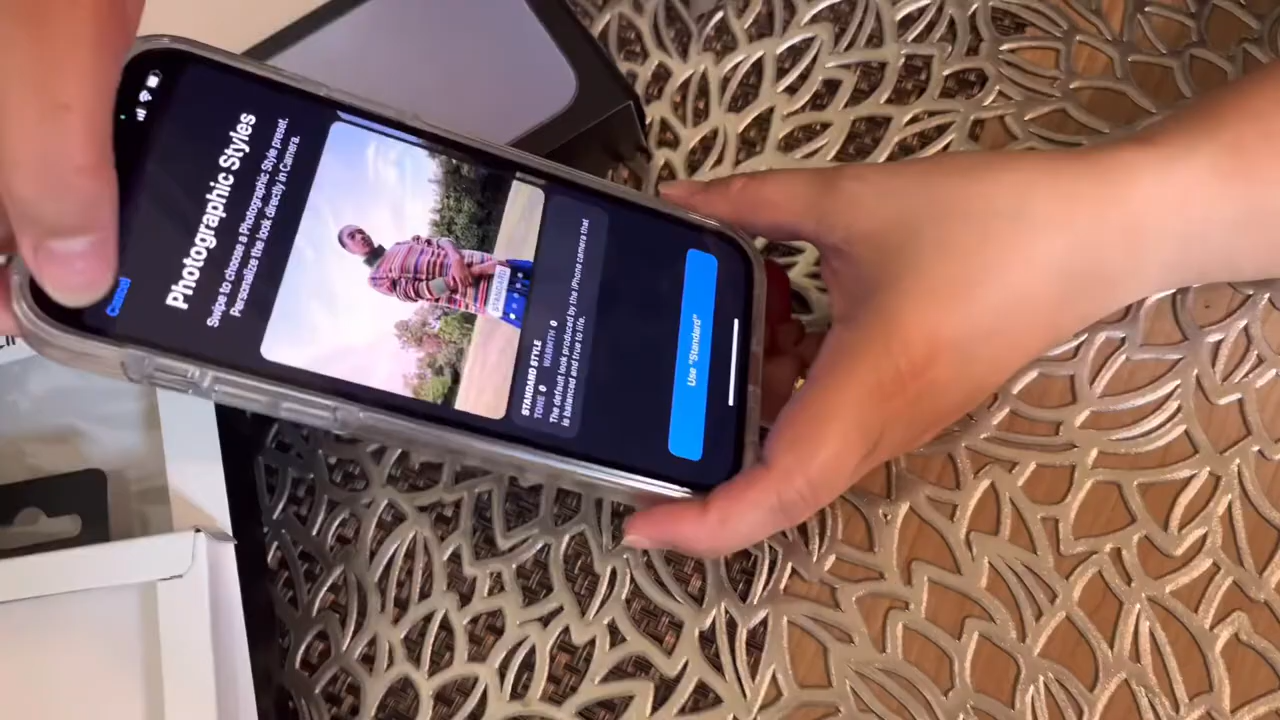 Cancel
Photographic Styles
Swipe to choose a Photographic Style preset.
Personalize the look directly in Camera.
STANDARD
STANDARD STYLE
TONE 0 WARMTH 0
The default look produced by the iPhone camera that
is balanced and true to life.
Use "Standard"